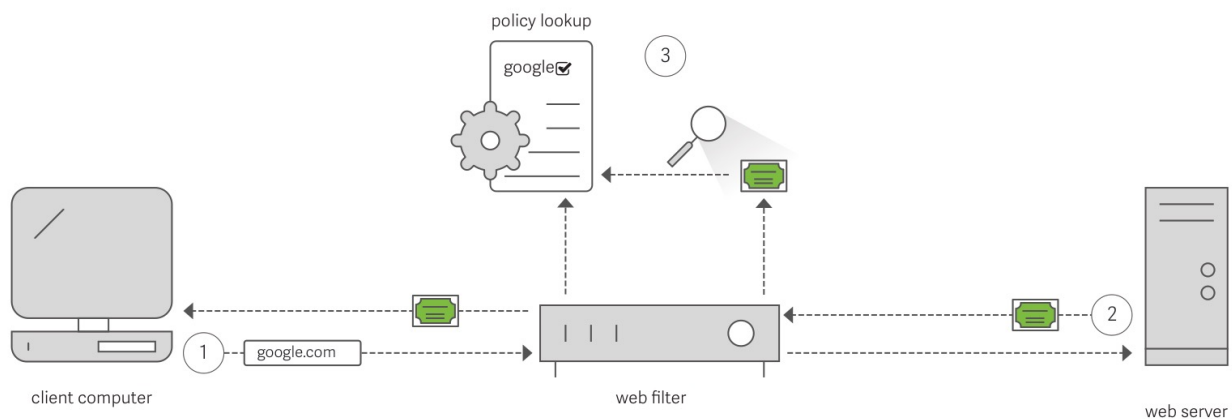 policy lookup
google
3
2
1
google.com
client computer
web filter
web server